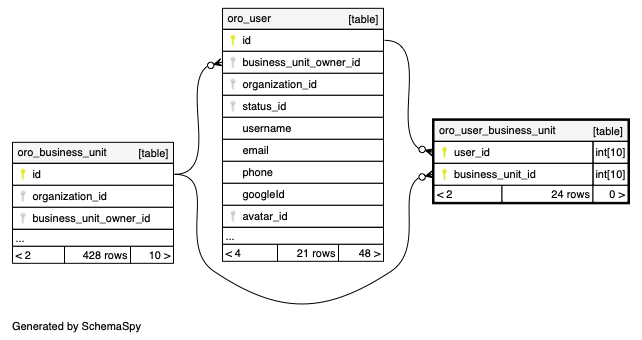 oro_user [table]
id
business_unit_owner_id
organization_id
status_id
username
email
phone
googleId
avatar_id
...
< 4 21 rows 48 >
oro_business_unit [table]
id
organization_id
business_unit_owner_id
...
< 2 428 rows 10 >
oro_user_business_unit [table]
user_id int[10]
business_unit_id int[10]
< 2 24 rows 0 >
Generated by SchemaSpy